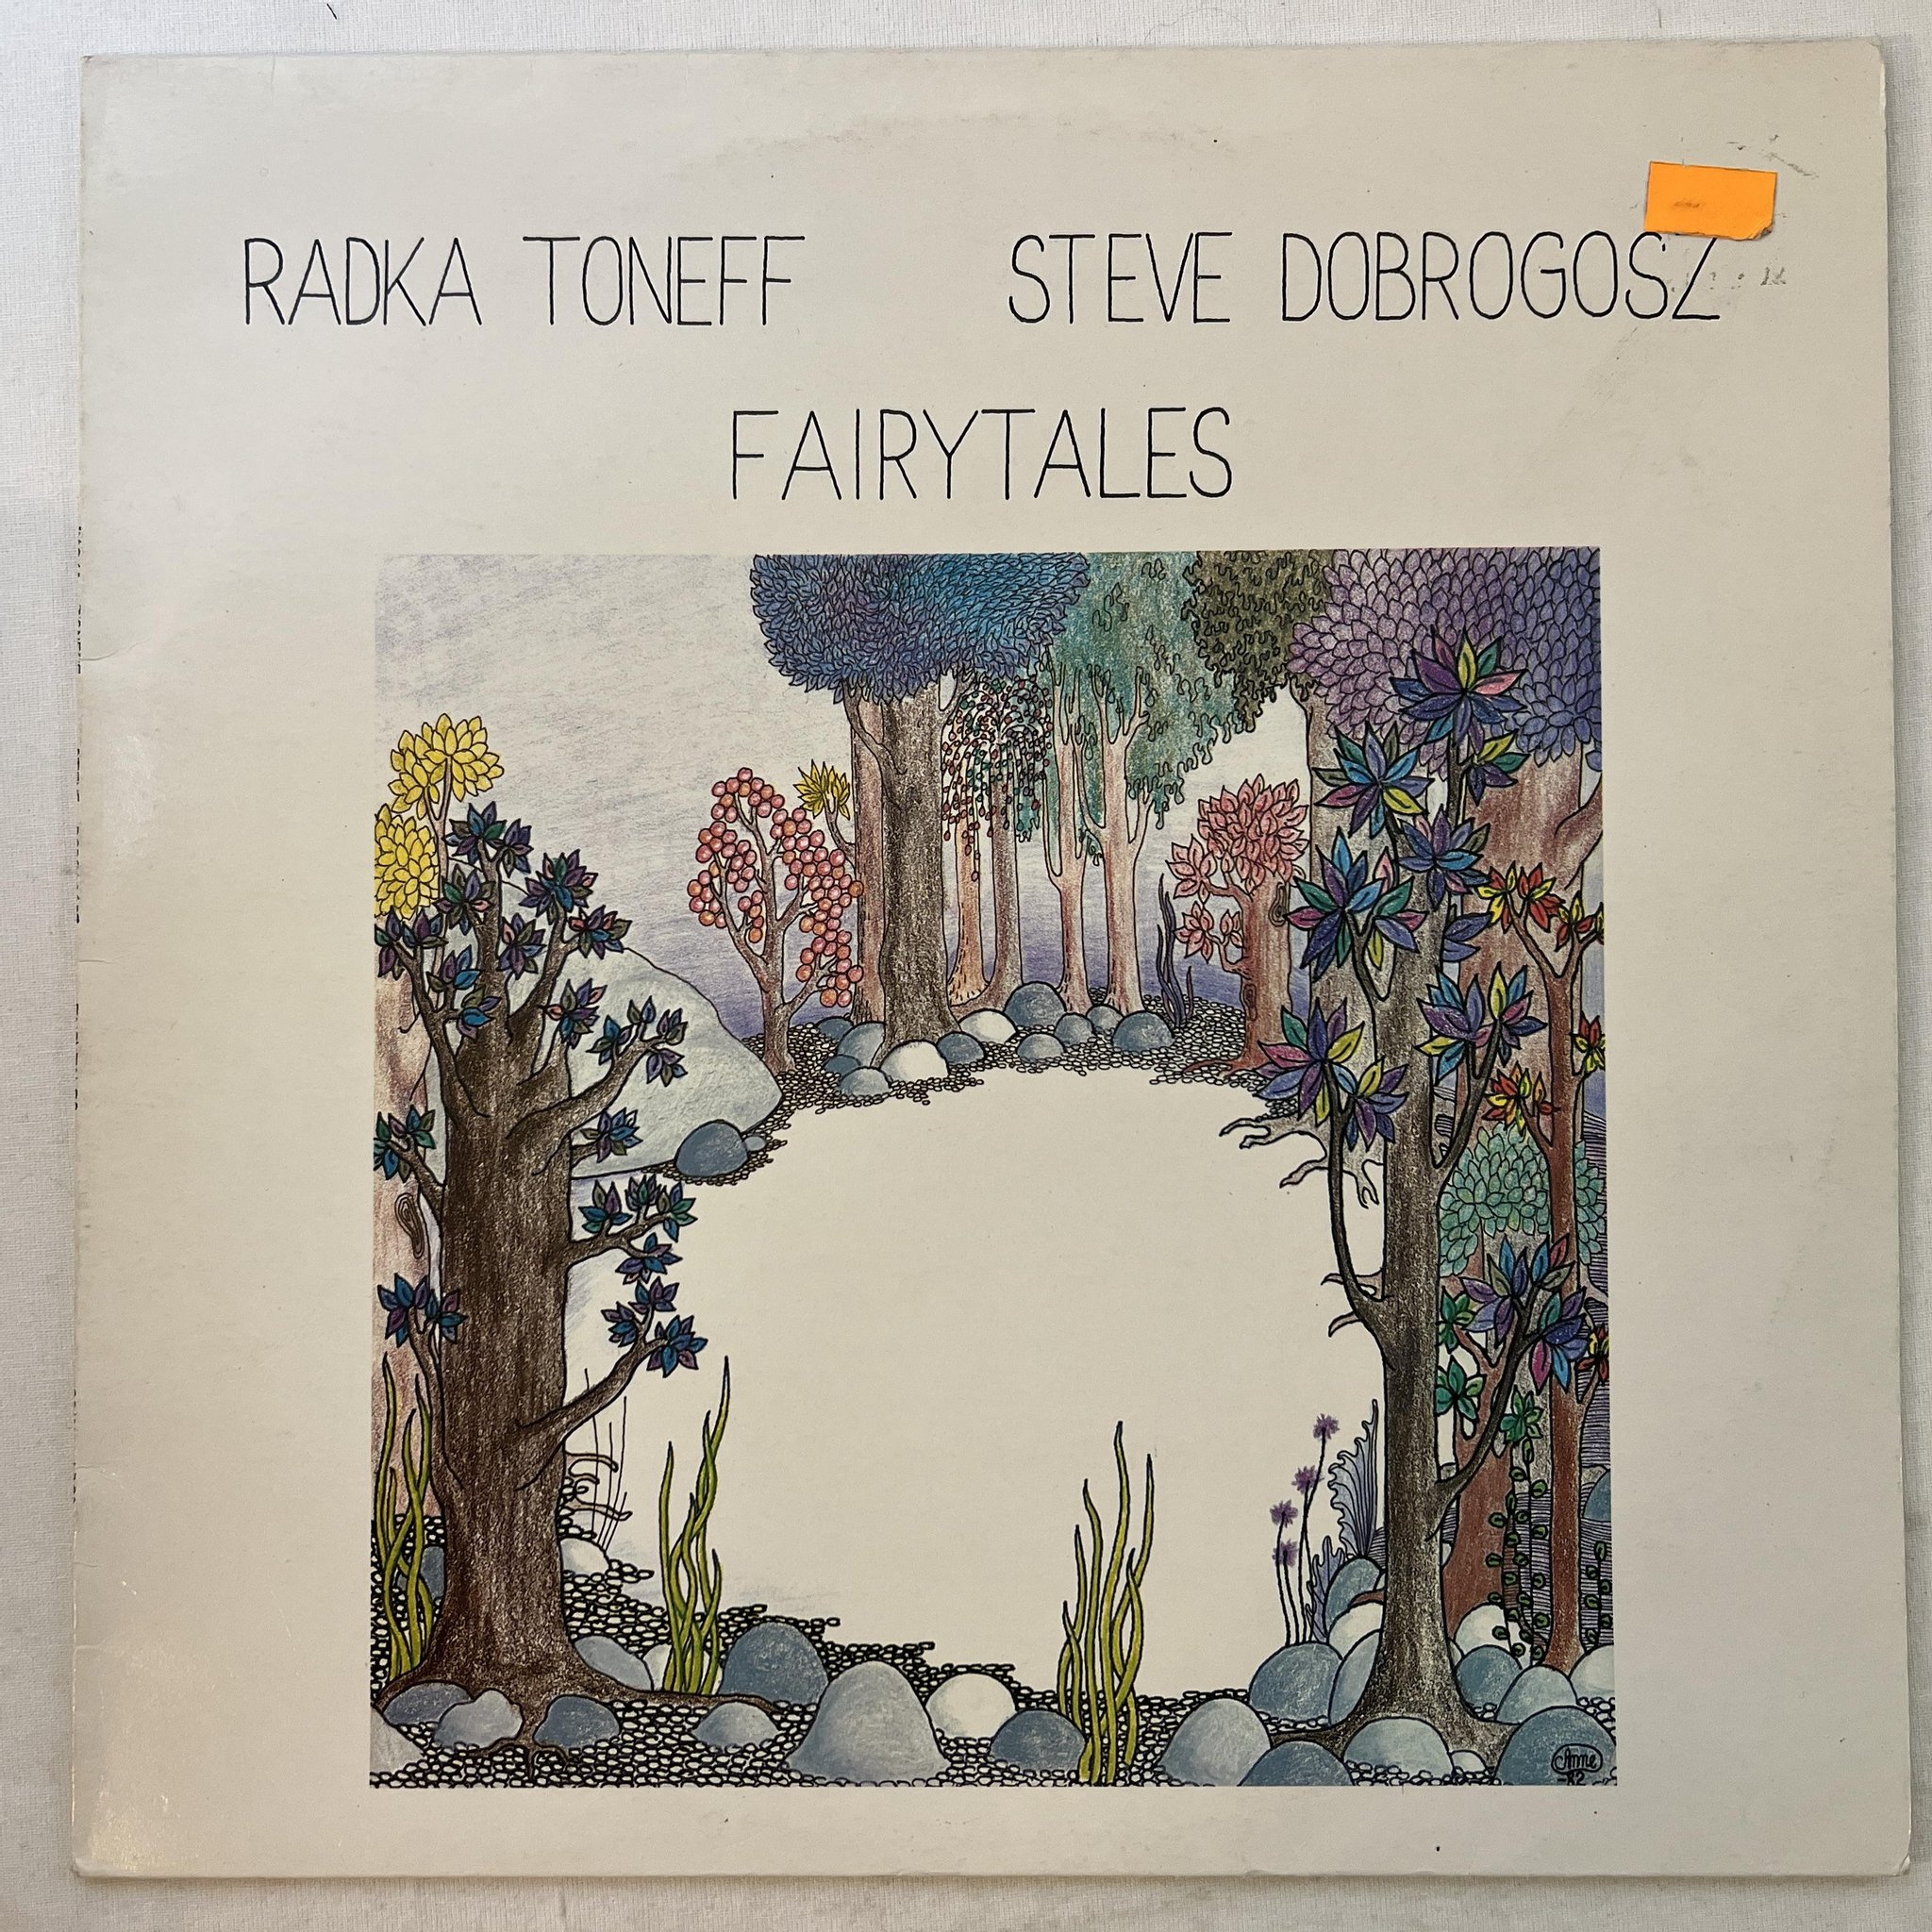 RADKA TONEFF STEVE DOBROGOSZ
FAIRYTALES
Anne
-82